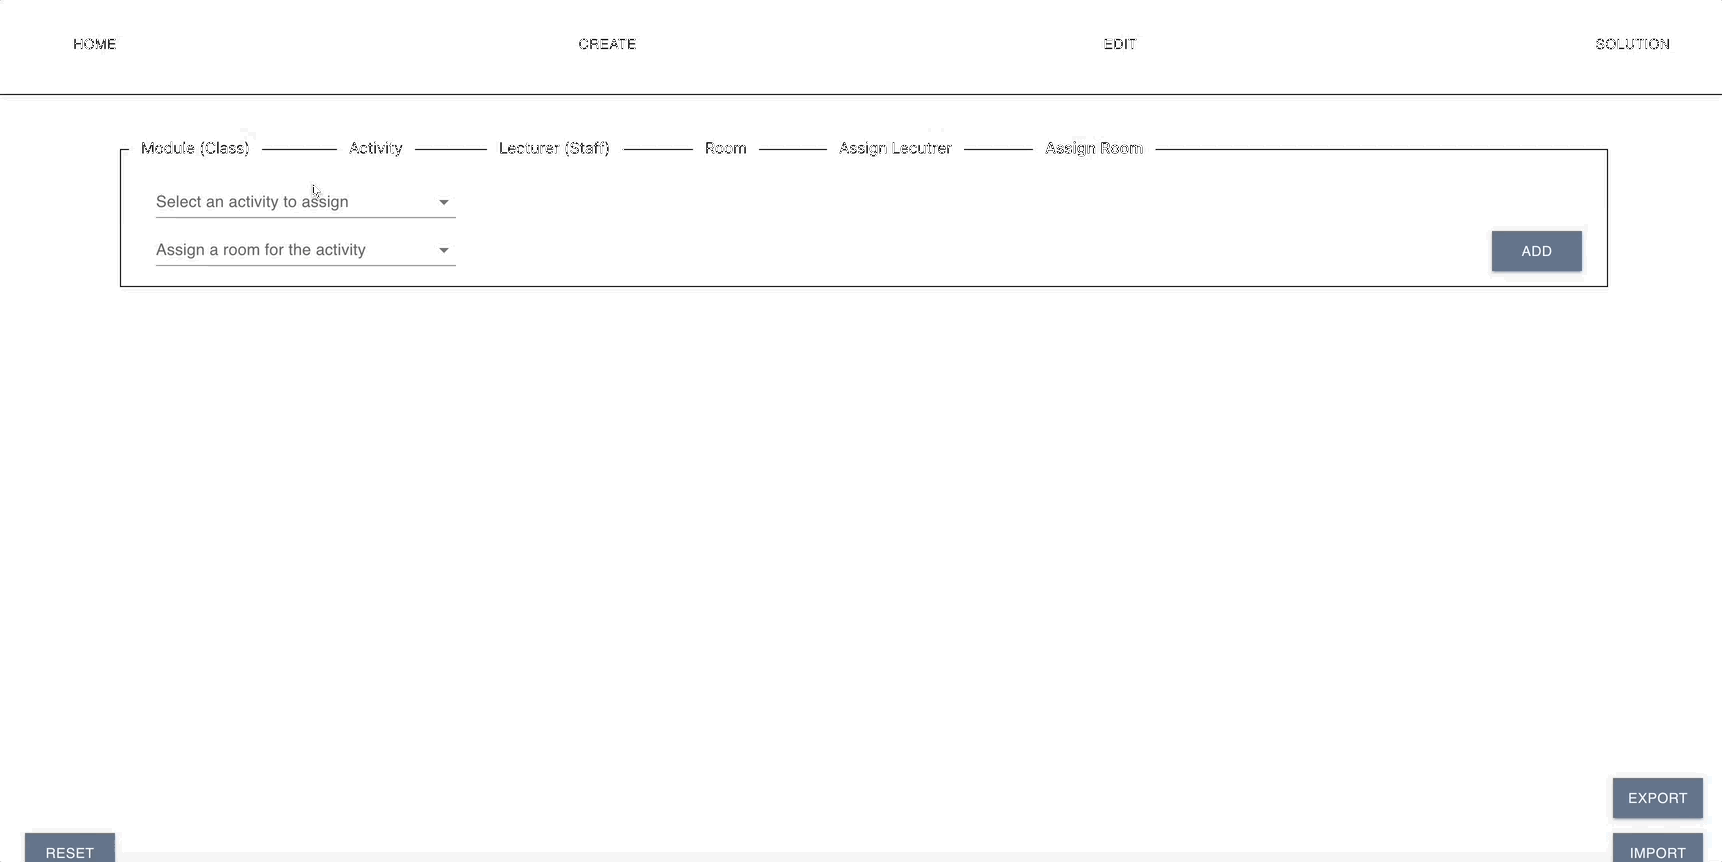 HOME CREATE EDIT SOLUTION
Module (Class) Activity Lecturer (Staff) Room Assign Lecutrer Assign Room
Select an activity to assign
Assign a room for the activity
ADD
EXPORT
RESET IMPORT